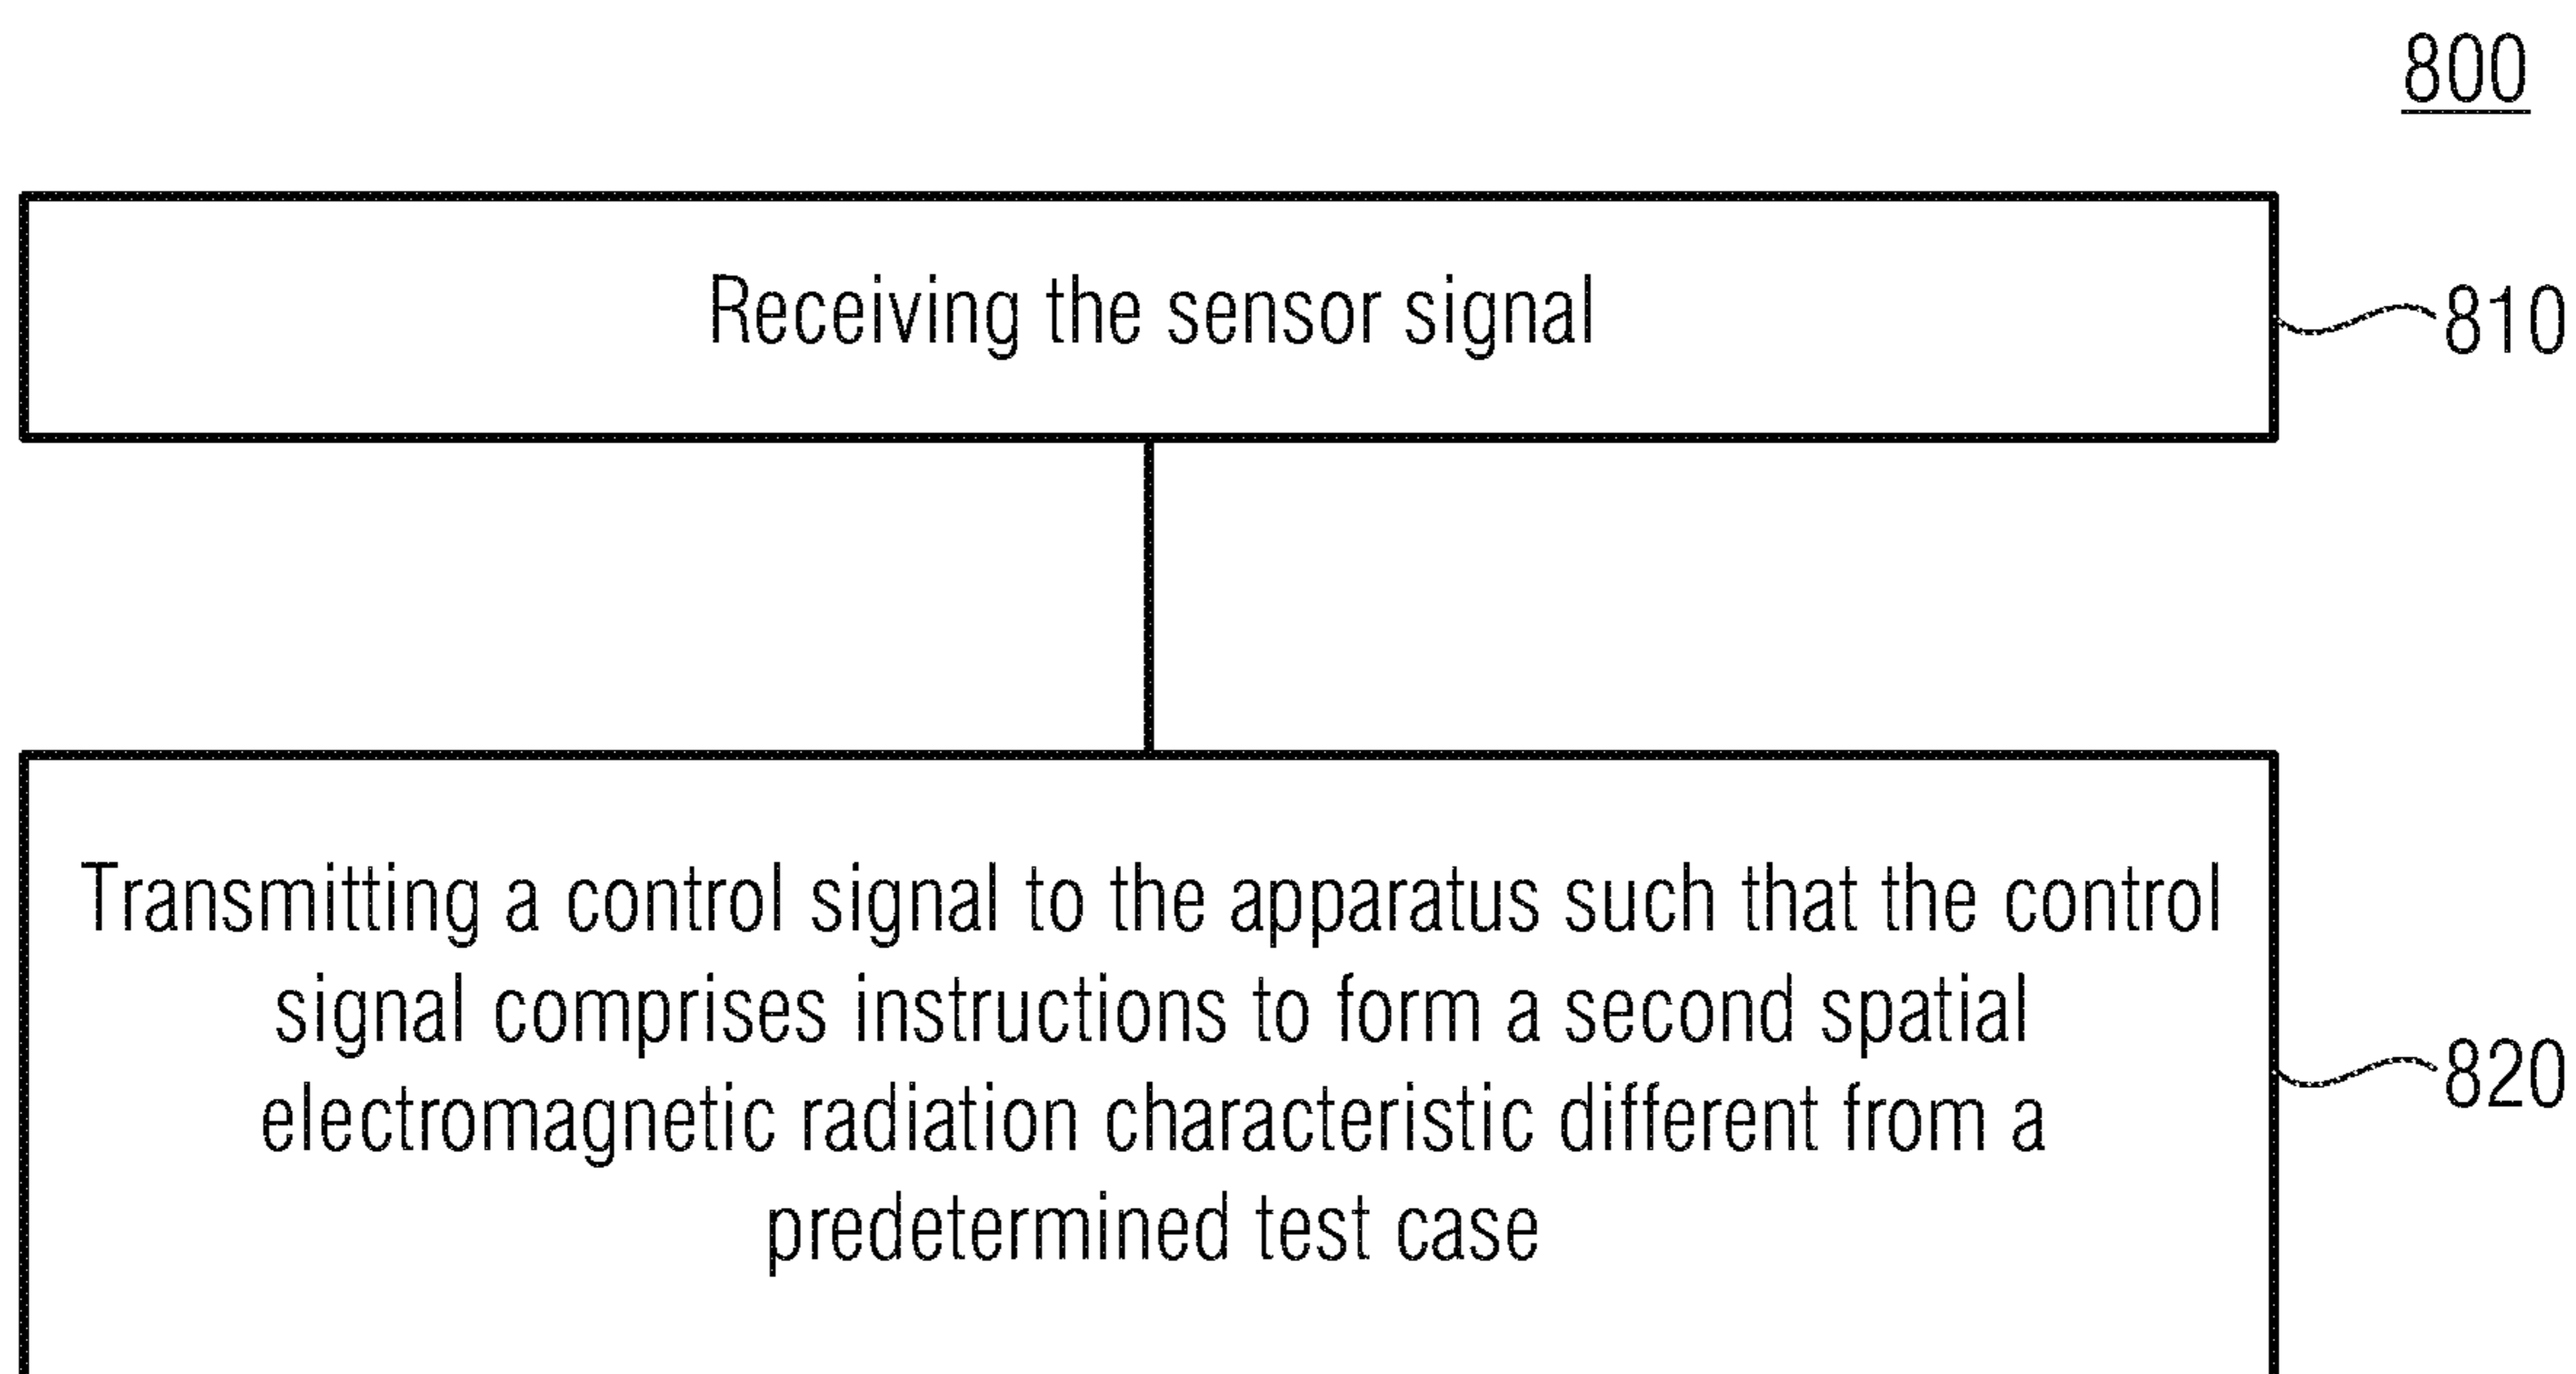 800
Receiving the sensor signal
810
Transmitting a control signal to the apparatus such that the control
signal comprises instructions to form a second spatial
electromagnetic radiation characteristic different from a
predetermined test case
820